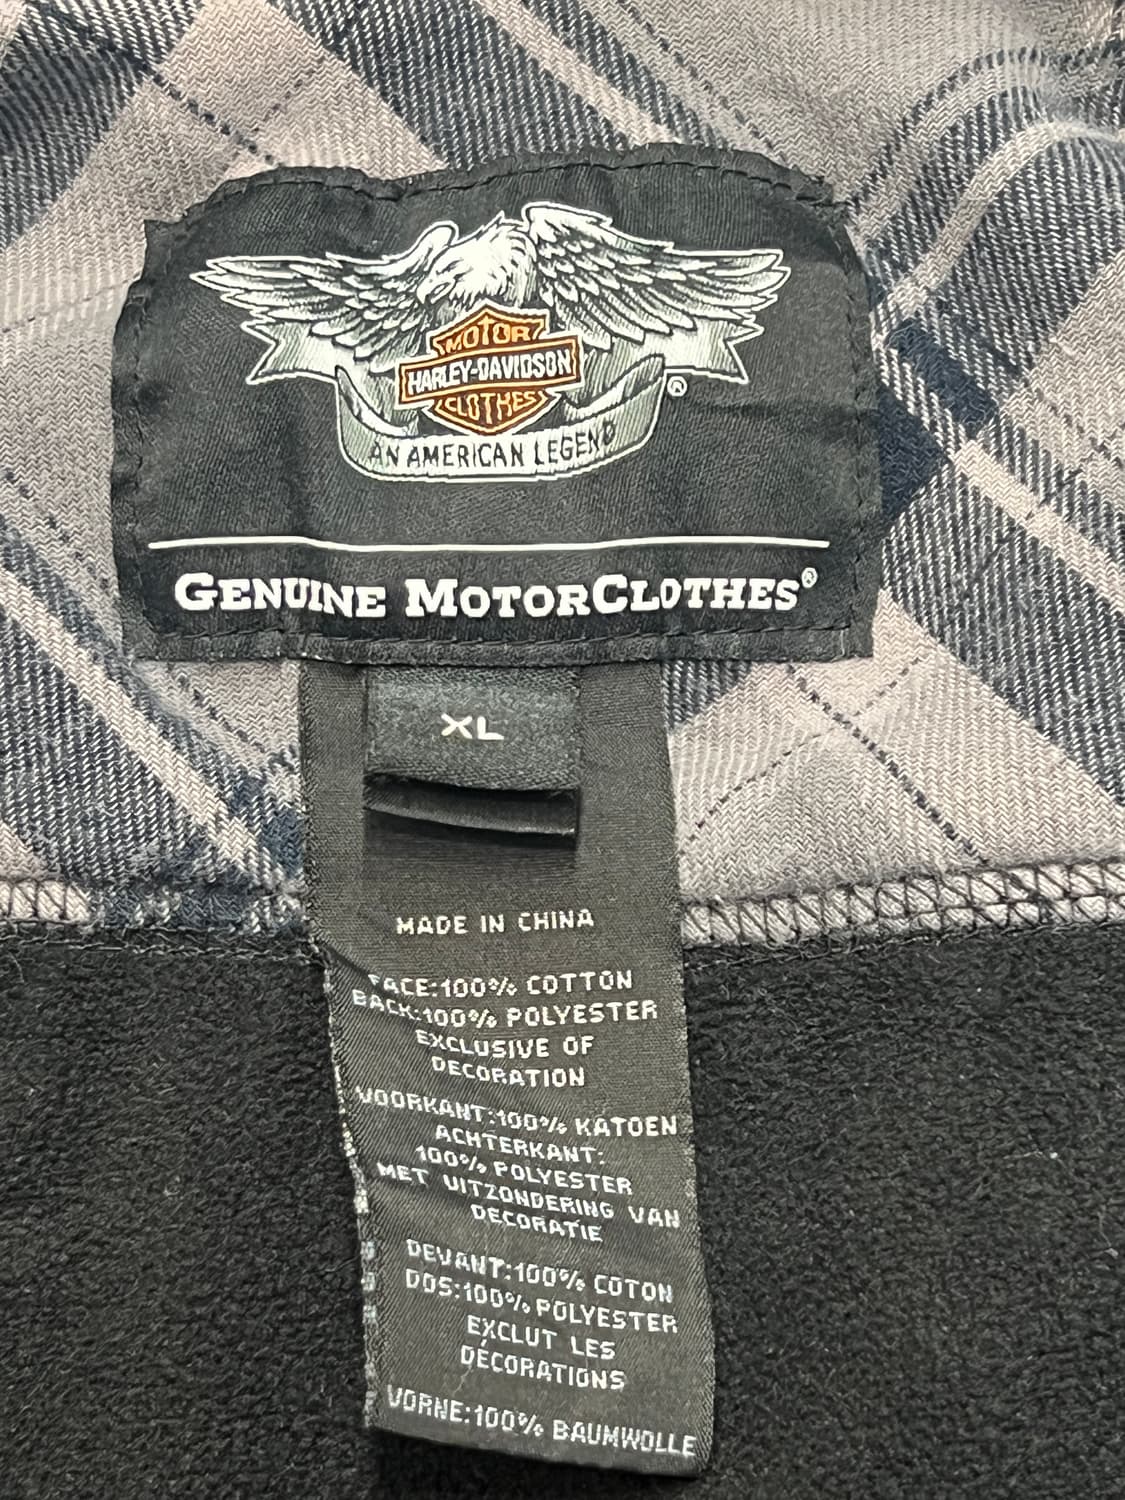 MOTOR
HARLEY-DAVIDSON
CLOTHES
®
AN AMERICAN LEGEND
GENUINE MOTORCLOTHES®
XL
MADE IN CHINA
FACE:100% COTTON
BACK:100% POLYESTER
EXCLUSIVE OF
DECORATION
VOORKANT:100% KATOEN
ACHTERKANT:
100% POLYESTER
MET UITZONDERING VAN
DECORATIE
DEVANT:100% COTON
DOS:100% POLYESTER
EXCLUT LES
DÉCORATIONS
VORNE:100% BAUMWOLLE